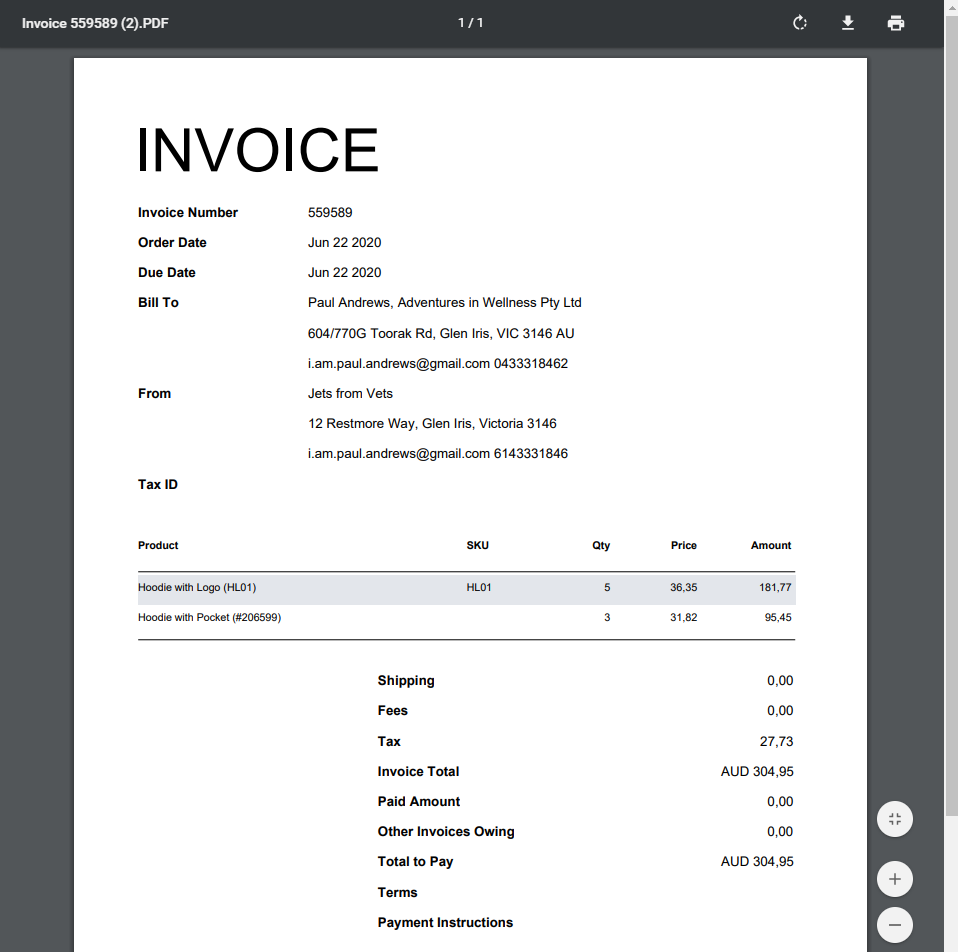 Invoice 559589 (2).PDF 1 / 1
INVOICE
Invoice Number 559589
Order Date Jun 22 2020
Due Date Jun 22 2020
Bill To Paul Andrews, Adventures in Wellness Pty Ltd
604/770G Toorak Rd, Glen Iris, VIC 3146 AU
i.am.paul.andrews@gmail.com 0433318462
From Jets from Vets
12 Restmore Way, Glen Iris, Victoria 3146
i.am.paul.andrews@gmail.com 6143331846
Tax ID
Product SKU Qty Price Amount
Hoodie with Logo (HL01) HL01 5 36,35 181,77
Hoodie with Pocket (#206599) 3 31,82 95,45
Shipping 0,00
Fees 0,00
Tax 27,73
Invoice Total AUD 304,95
Paid Amount 0,00
Other Invoices Owing 0,00
Total to Pay AUD 304,95
Terms
Payment Instructions